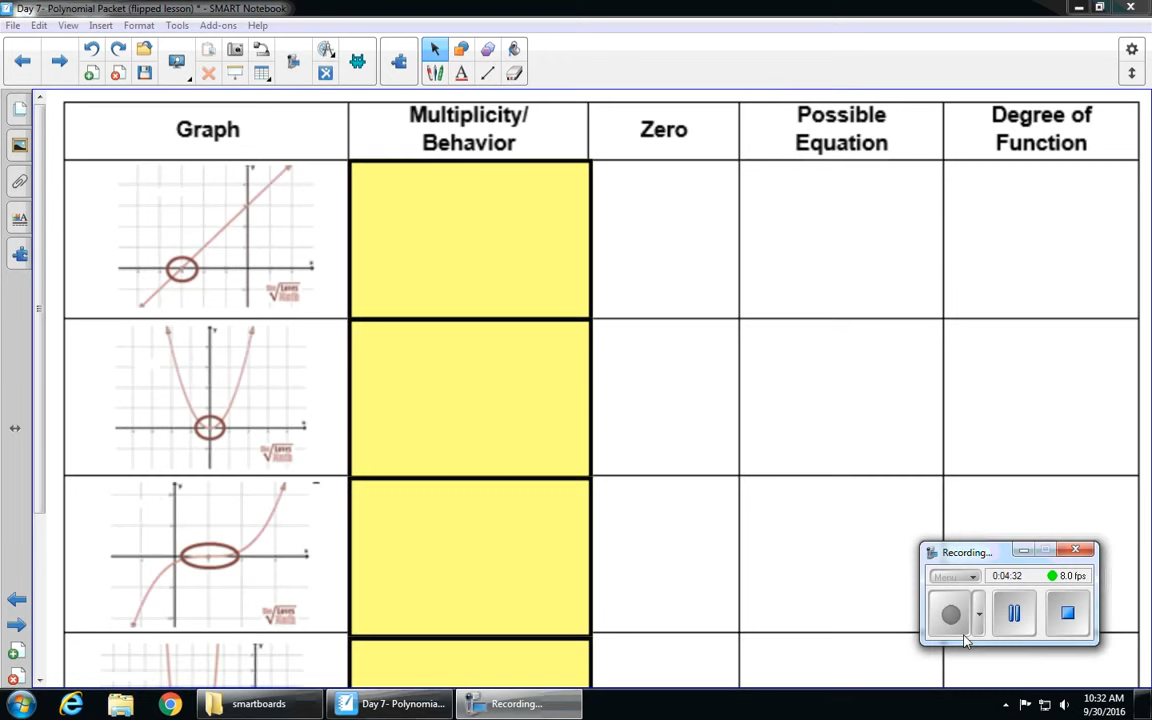 Day 7- Polynomial Packet (flipped lesson) * - SMART Notebook
File Edit View Insert Format Tools Add-ons Help
Graph
Multiplicity/
Behavior
Zero
Possible
Equation
Degree of
Function
Recording...
Menu
0:04:32
8.0 fps
smartboards
Day 7- Polynomia...
Recording...
10:32 AM
9/30/2016